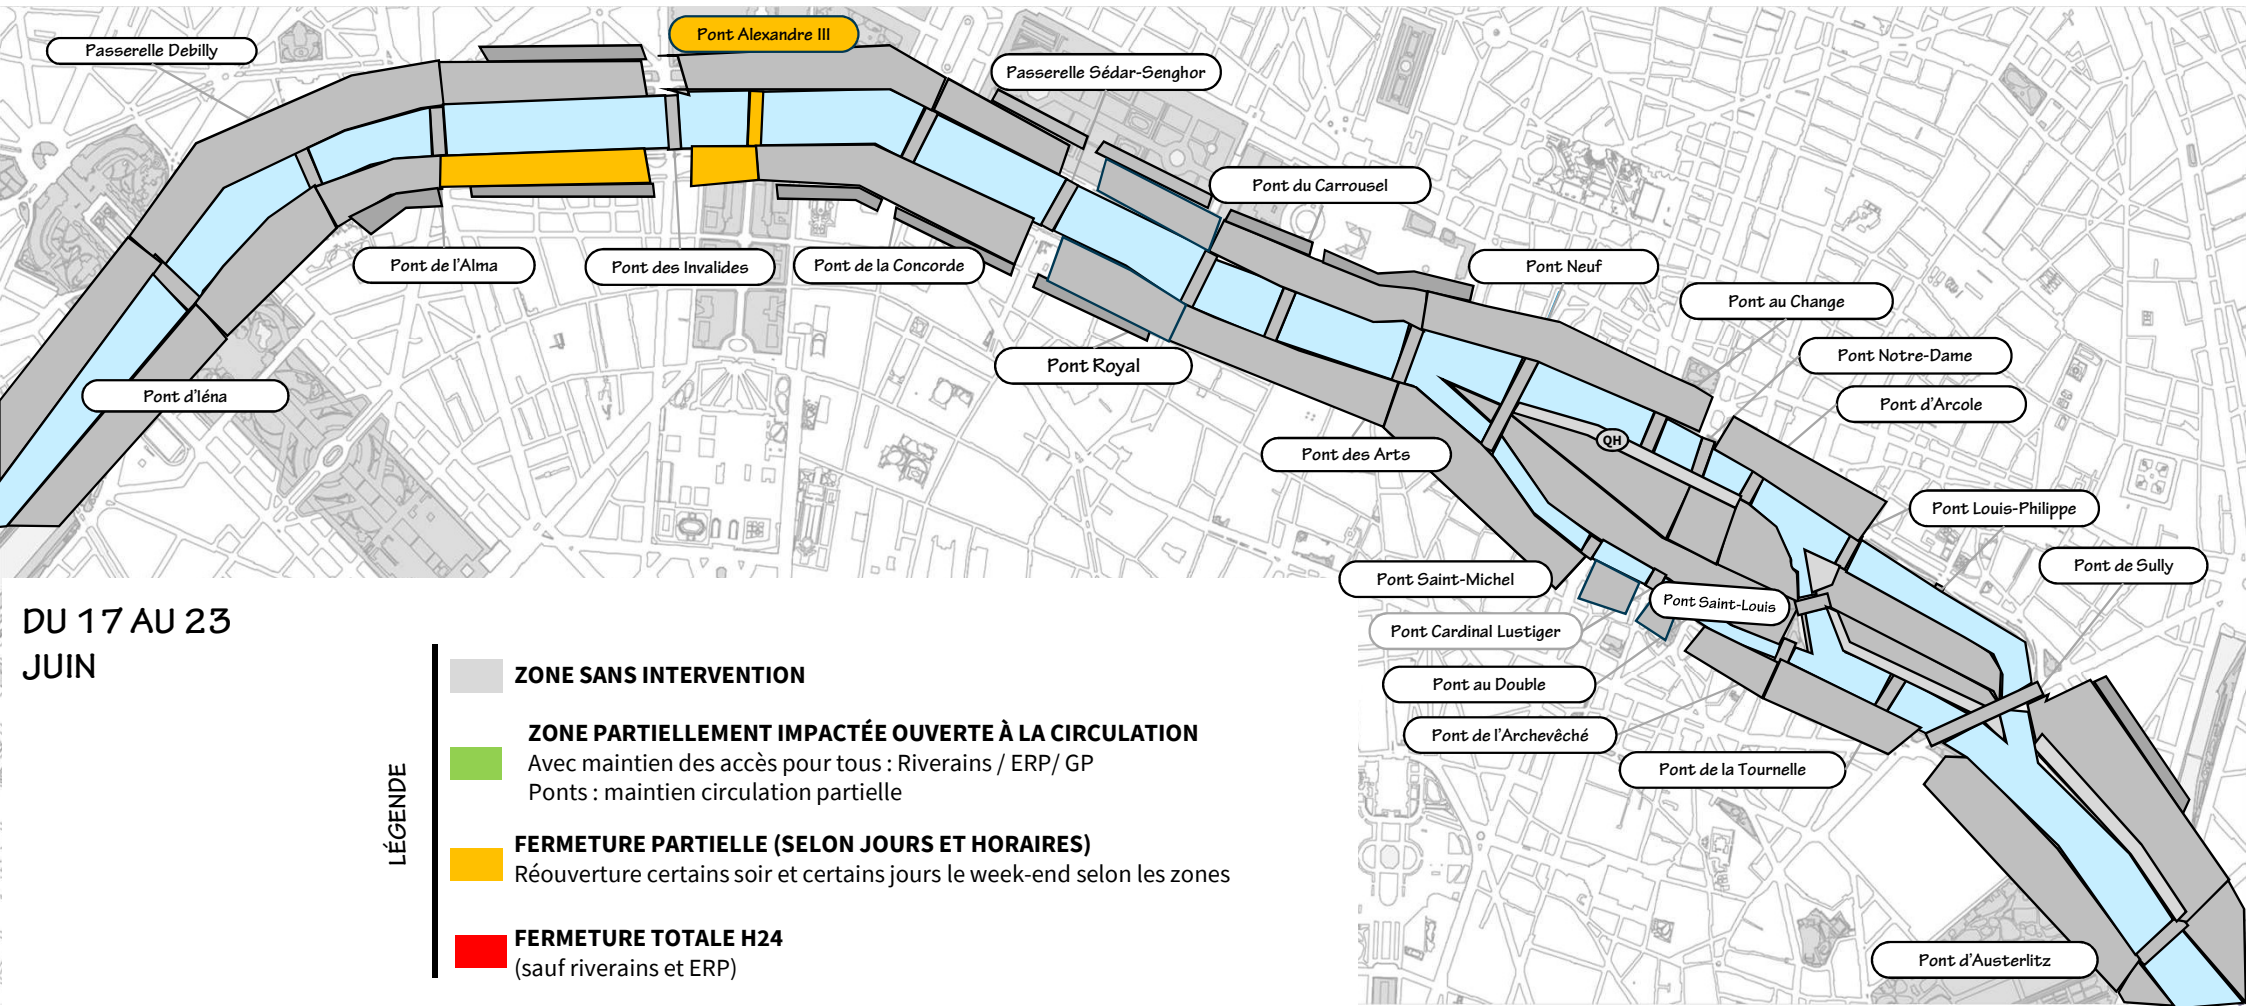 Passerelle Debilly
Pont Alexandre III
Passerelle Sédar-Senghor
Pont du Carrousel
Pont de l'Alma
Pont des Invalides
Pont de la Concorde
Pont Neuf
Pont au Change
Pont Royal
Pont Notre-Dame
Pont d'Iéna
Pont d'Arcole
QH
Pont des Arts
Pont Louis-Philippe
Pont de Sully
Pont Saint-Michel
Pont Saint-Louis
Pont Cardinal Lustiger
Pont au Double
Pont de l'Archevêché
Pont de la Tournelle
Pont d'Austerlitz
DU 17 AU 23
JUIN
LÉGENDE
ZONE SANS INTERVENTION
ZONE PARTIELLEMENT IMPACTÉE OUVERTE À LA CIRCULATION
Avec maintien des accès pour tous : Riverains / ERP/ GP
Ponts : maintien circulation partielle
FERMETURE PARTIELLE (SELON JOURS ET HORAIRES)
Réouverture certains soir et certains jours le week-end selon les zones
FERMETURE TOTALE H24
(sauf riverains et ERP)